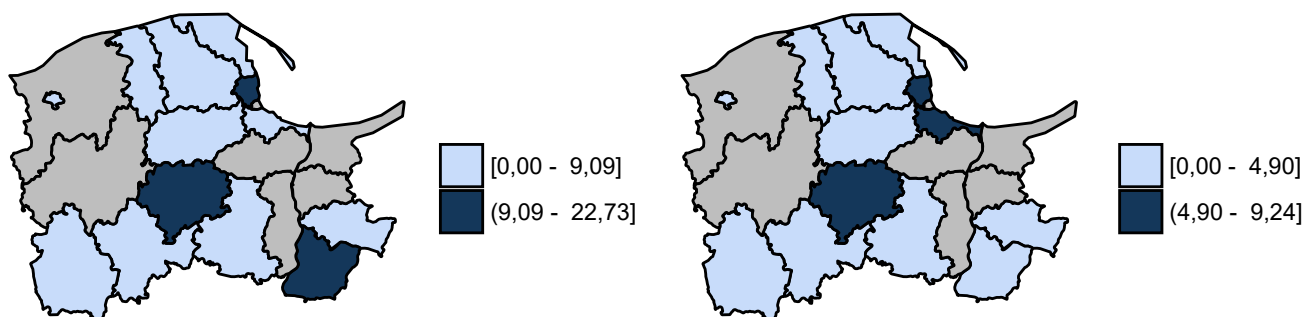 [0,00 -  9,09]
(9,09 -  22,73]
[0,00 -  4,90]
(4,90 -  9,24]